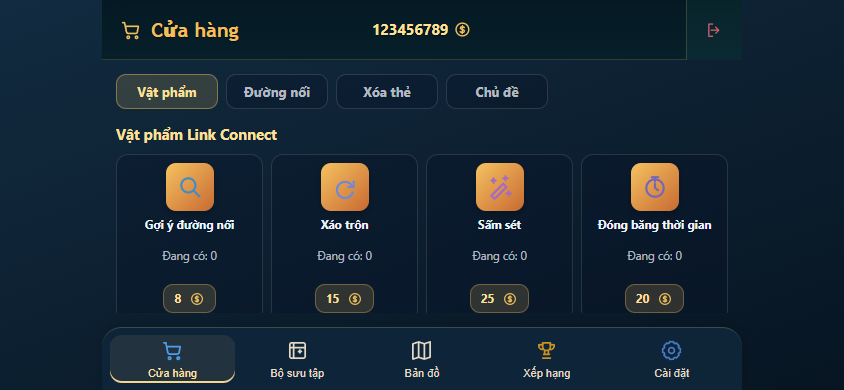 Cửa hàng
123456789
Vật phẩm Đường nối Xóa thẻ Chủ đề
Vật phẩm Link Connect
Gợi ý đường nối Xáo trộn Sấm sét Đóng băng thời gian
Đang có: 0 Đang có: 0 Đang có: 0 Đang có: 0
8 15 25 20
Cửa hàng Bộ sưu tập Bản đồ Xếp hạng Cài đặt